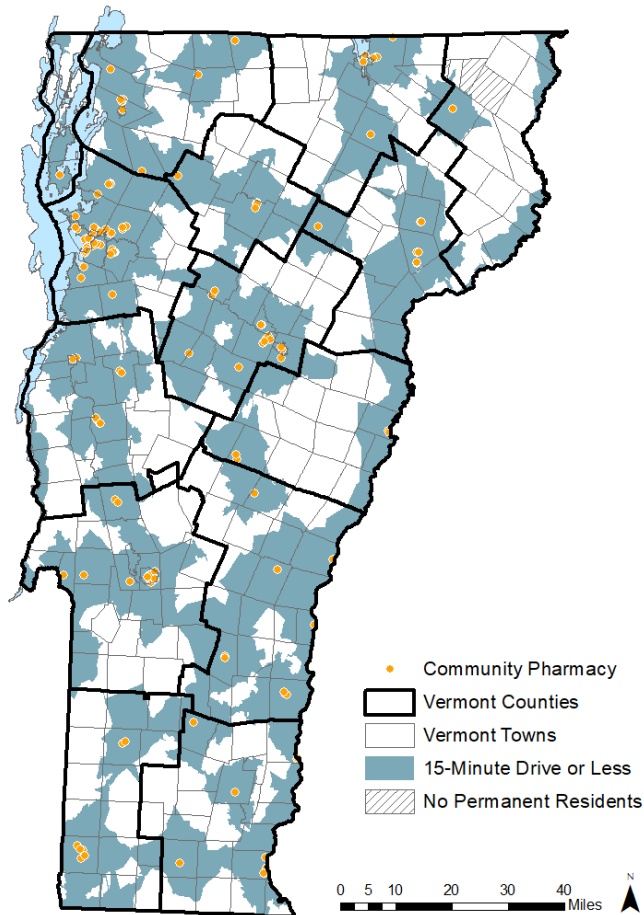 Community Pharmacy
Vermont Counties
Vermont Towns
15-Minute Drive or Less
No Permanent Residents
N
0 5 10 20 30 40
Miles